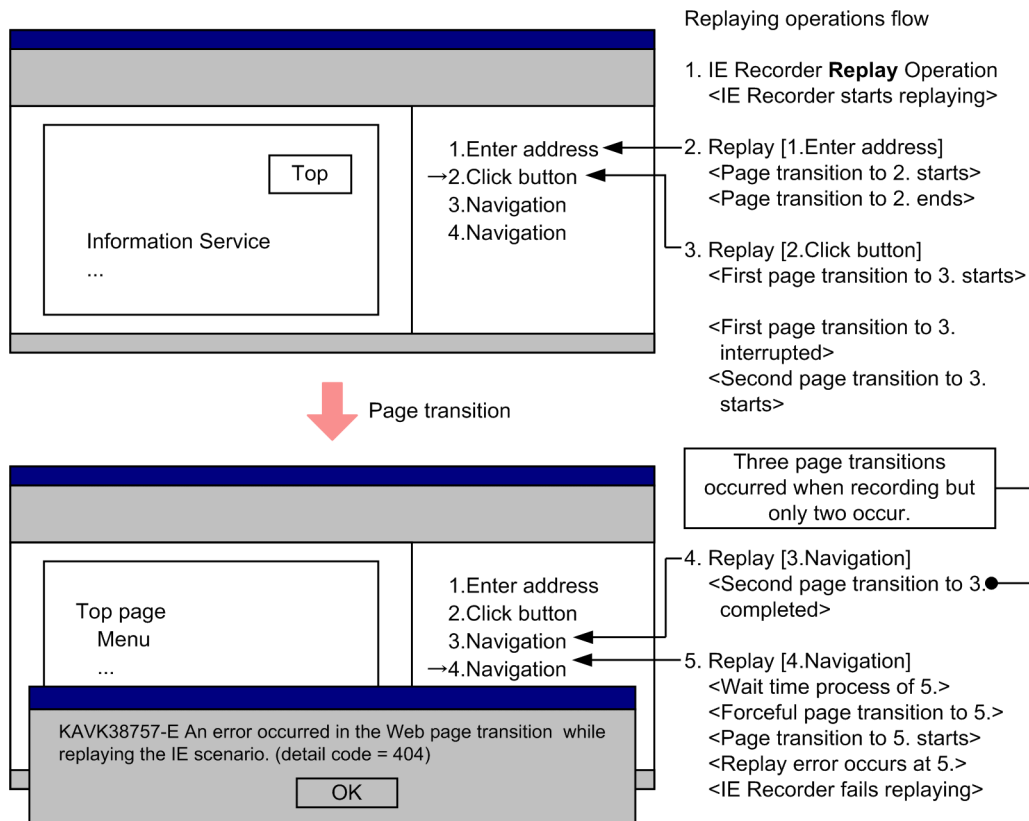 Replaying operations flow
1. IE Recorder Replay Operation
<IE Recorder starts replaying>
Top
Information Service
...
1.Enter address
→2.Click button
3.Navigation
4.Navigation
2. Replay [1.Enter address]
<Page transition to 2. starts>
<Page transition to 2. ends>
3. Replay [2.Click button]
<First page transition to 3. starts>
<First page transition to 3.
interrupted>
<Second page transition to 3.
starts>
Page transition
Three page transitions
occurred when recording but
only two occur.
Top page
Menu
...
1.Enter address
2.Click button
3.Navigation
→4.Navigation
4. Replay [3.Navigation]
<Second page transition to 3.
completed>
5. Replay [4.Navigation]
<Wait time process of 5.>
<Forceful page transition to 5.>
<Page transition to 5. starts>
<Replay error occurs at 5.>
<IE Recorder fails replaying>
KAVK38757-E An error occurred in the Web page transition while
replaying the IE scenario. (detail code = 404)
OK